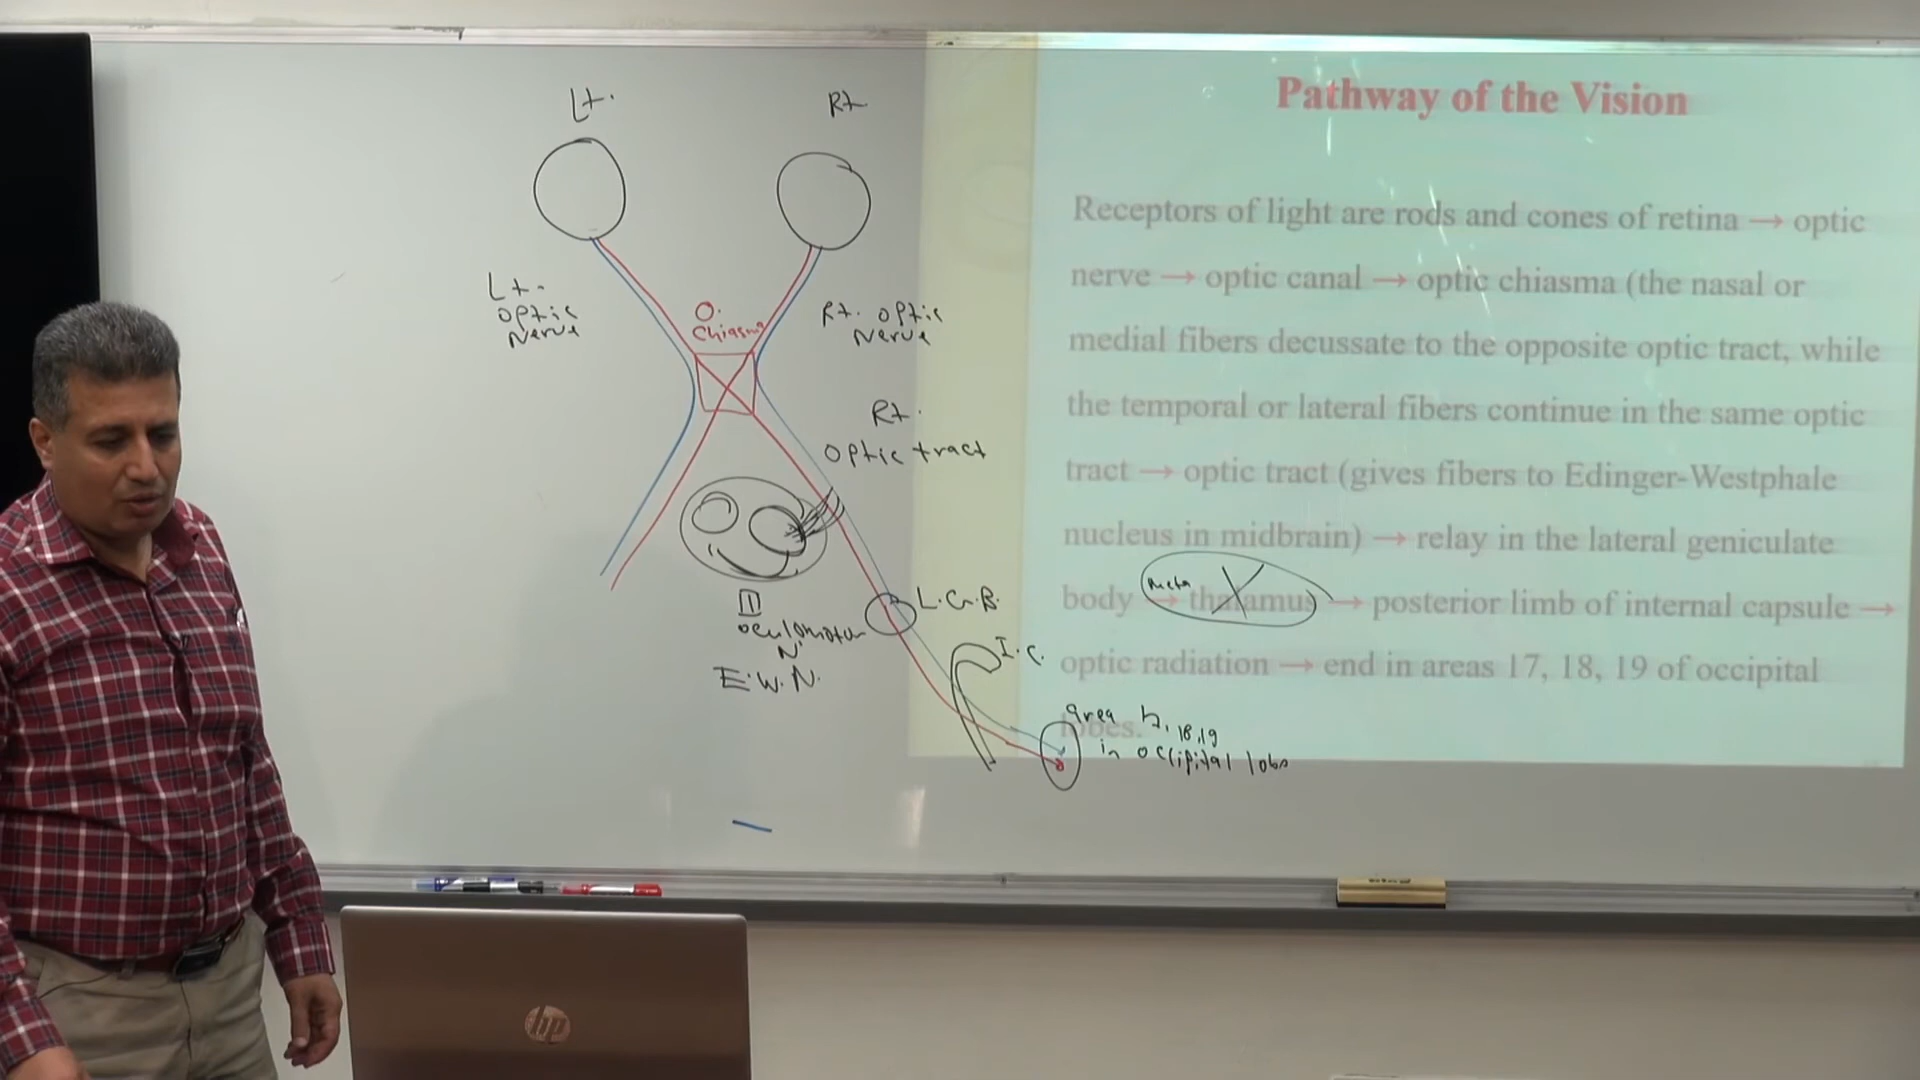 Lt.
Rt
Lt.
optic
Nerve
O.
Chiasma
Rt. optic
Nerve
Rt.
optic tract
L.G.B.
oculomotor
N.
E.W.N.
I.C.
Pathway of the Vision
Receptors of light are rods and cones of retina → optic
nerve → optic canal → optic chiasma (the nasal or
medial fibers decussate to the opposite optic tract, while
the temporal or lateral fibers continue in the same optic
tract → optic tract (gives fibers to Edinger-Westphale
nucleus in midbrain) → relay in the lateral geniculate
body → thalamus → posterior limb of internal capsule →
optic radiation → end in areas 17, 18, 19 of occipital
lobes.
Meta
area 17, 18,19
in occipital lobe
hp